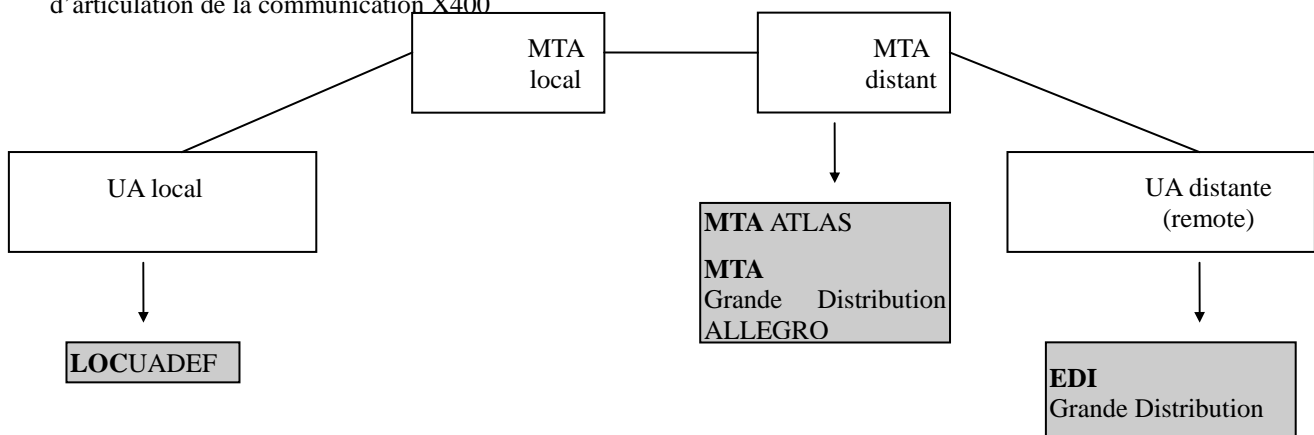 d’articulation de la communication X400
MTA
local
MTA
distant
UA local
UA distante
(remote)
MTA ATLAS
MTA
Grande Distribution
ALLEGRO
LOCUADEF
EDI
Grande Distribution